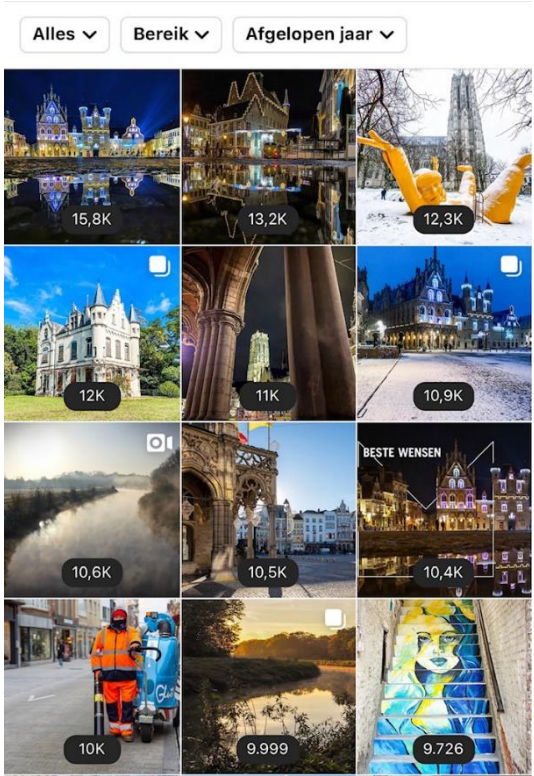 Alles Bereik Afgelopen jaar
15,8K 13,2K 12,3K
12K 11K 10,9K
BESTE WENSEN
10,6K 10,5K 10,4K
Glut
10K 9.999 9.726